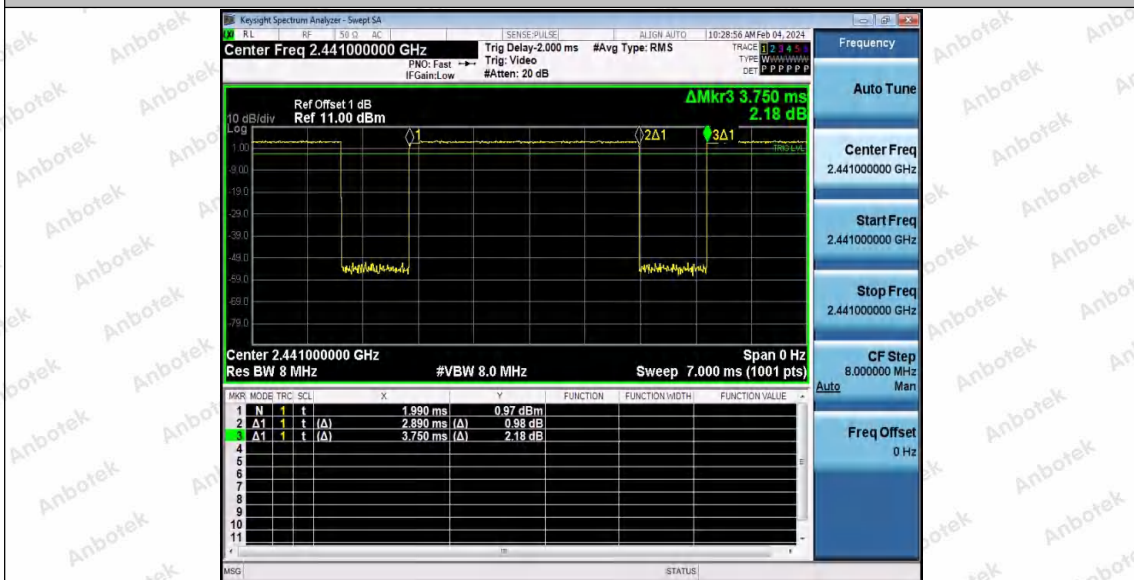 Keysight Spectrum Analyzer - Swept SA
RL RF 50 Ω AC SENSE:PULSE ALIGN AUTO 10:28:56 AM Feb 04, 2024
Center Freq 2.441000000 GHz
PNO: Fast
IFGain:Low
Trig Delay-2.000 ms
Trig: Video
#Atten: 20 dB
#Avg Type: RMS
TRACE 1 2 3 4 5 6
TYPE WWWWWW
DET P P P P P P
Frequency
Auto Tune
Center Freq
2.441000000 GHz
Start Freq
2.441000000 GHz
Stop Freq
2.441000000 GHz
CF Step
8.000000 MHz
Auto Man
Freq Offset
0 Hz
ΔMkr3 3.750 ms
2.18 dB
Ref Offset 1 dB
10 dB/div Ref 11.00 dBm
Log
1 2Δ1 3Δ1
TRIG LVL
1.00
-9.00
-19.0
-29.0
-39.0
-49.0
-59.0
-69.0
-79.0
Center 2.441000000 GHz Span 0 Hz
Res BW 8 MHz #VBW 8.0 MHz Sweep 7.000 ms (1001 pts)
MKR MODE TRC SCL X Y FUNCTION FUNCTION WIDTH FUNCTION VALUE
1 N 1 t 1.990 ms 0.97 dBm
2 Δ1 1 t (Δ) 2.890 ms (Δ) 0.98 dB
3 Δ1 1 t (Δ) 3.750 ms (Δ) 2.18 dB
4
5
6
7
8
9
10
11
MSG STATUS
Anbotek